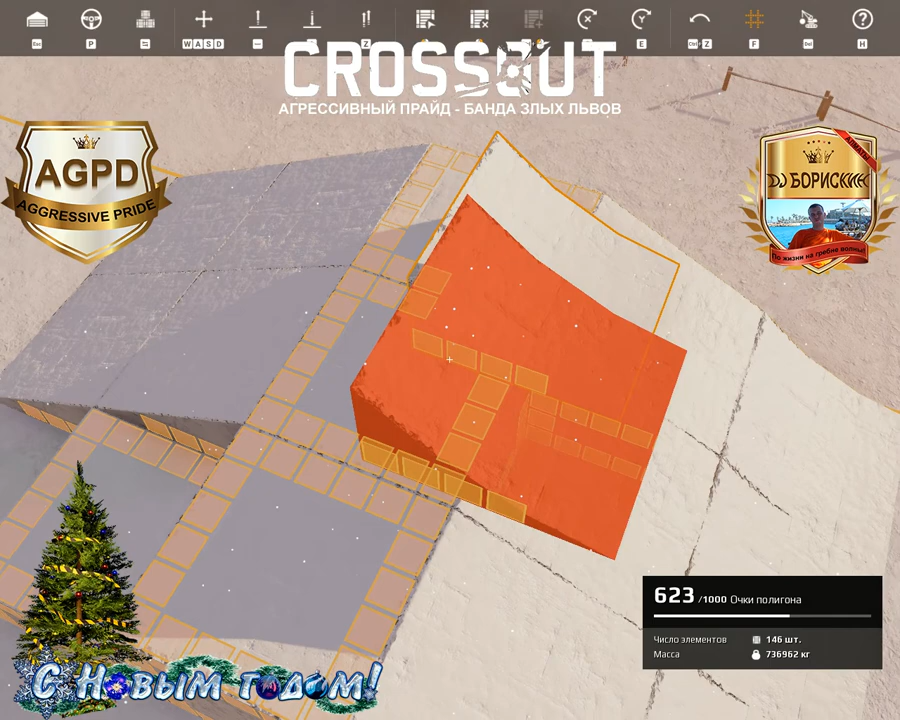 Esc P ⇆ W A S D Z E Ctrl Z F Del H
CROSSOUT
АГРЕССИВНЫЙ ПРАЙД - БАНДА ЗЛЫХ ЛЬВОВ
AGPD
AGGRESSIVE PRIDE
DJ БОРИСКИН
По жизни на гребне волны!
623 /1000 Очки полигона
Число элементов 146 шт.
Масса 736962 кг
С Новым годом!